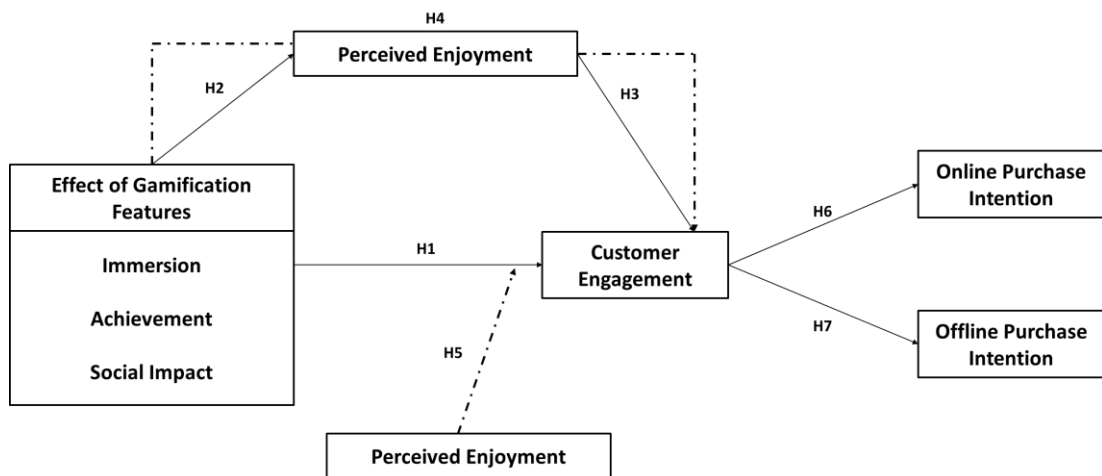 H4
Perceived Enjoyment
H2
H3
Effect of Gamification
Features
Immersion
Achievement
Social Impact
H1
Customer
Engagement
H5
Perceived Enjoyment
H6
Online Purchase
Intention
H7
Offline Purchase
Intention